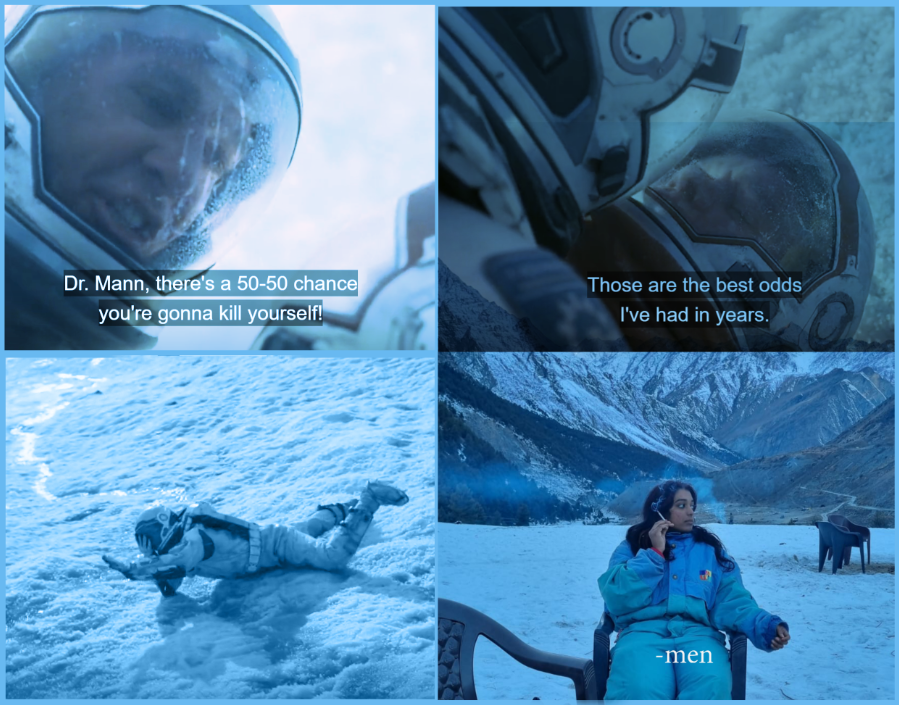 Dr. Mann, there's a 50-50 chance
you're gonna kill yourself!
Those are the best odds
I've had in years.
-men